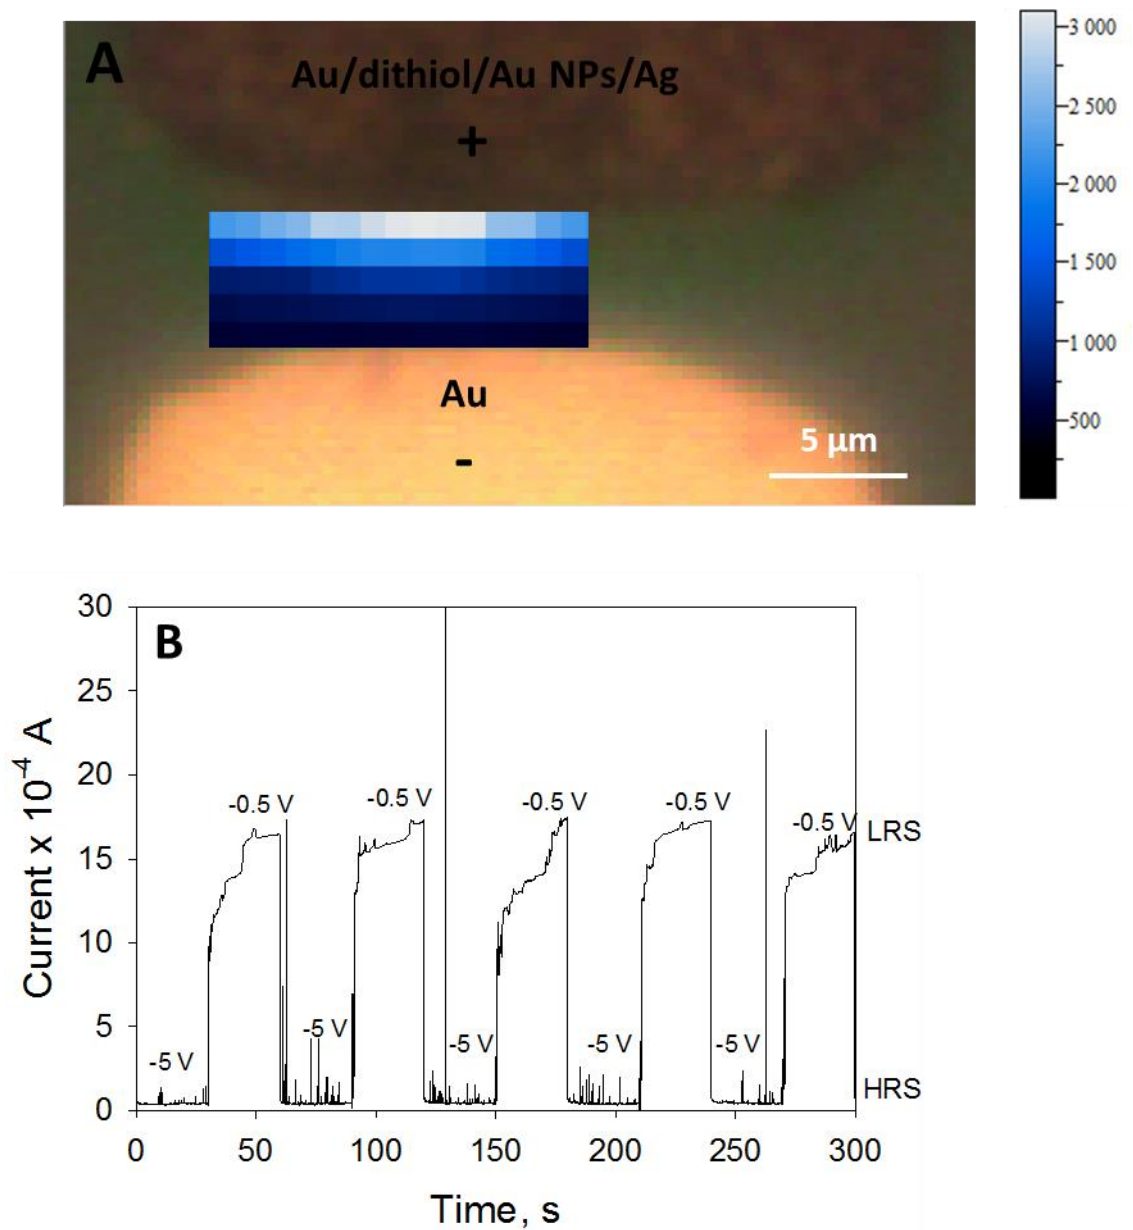 A
Au/dithiol/Au NPs/Ag
+
Au
-
5 µm
3 000
2 500
2 000
1 500
1 000
500
B
30
25
20
15
10
5
0
Current x 10⁻⁴ A
-0.5 V
-0.5 V
-0.5 V
-0.5 V
-0.5 V
LRS
-5 V
-5 V
-5 V
-5 V
-5 V
HRS
0
50
100
150
200
250
300
Time, s